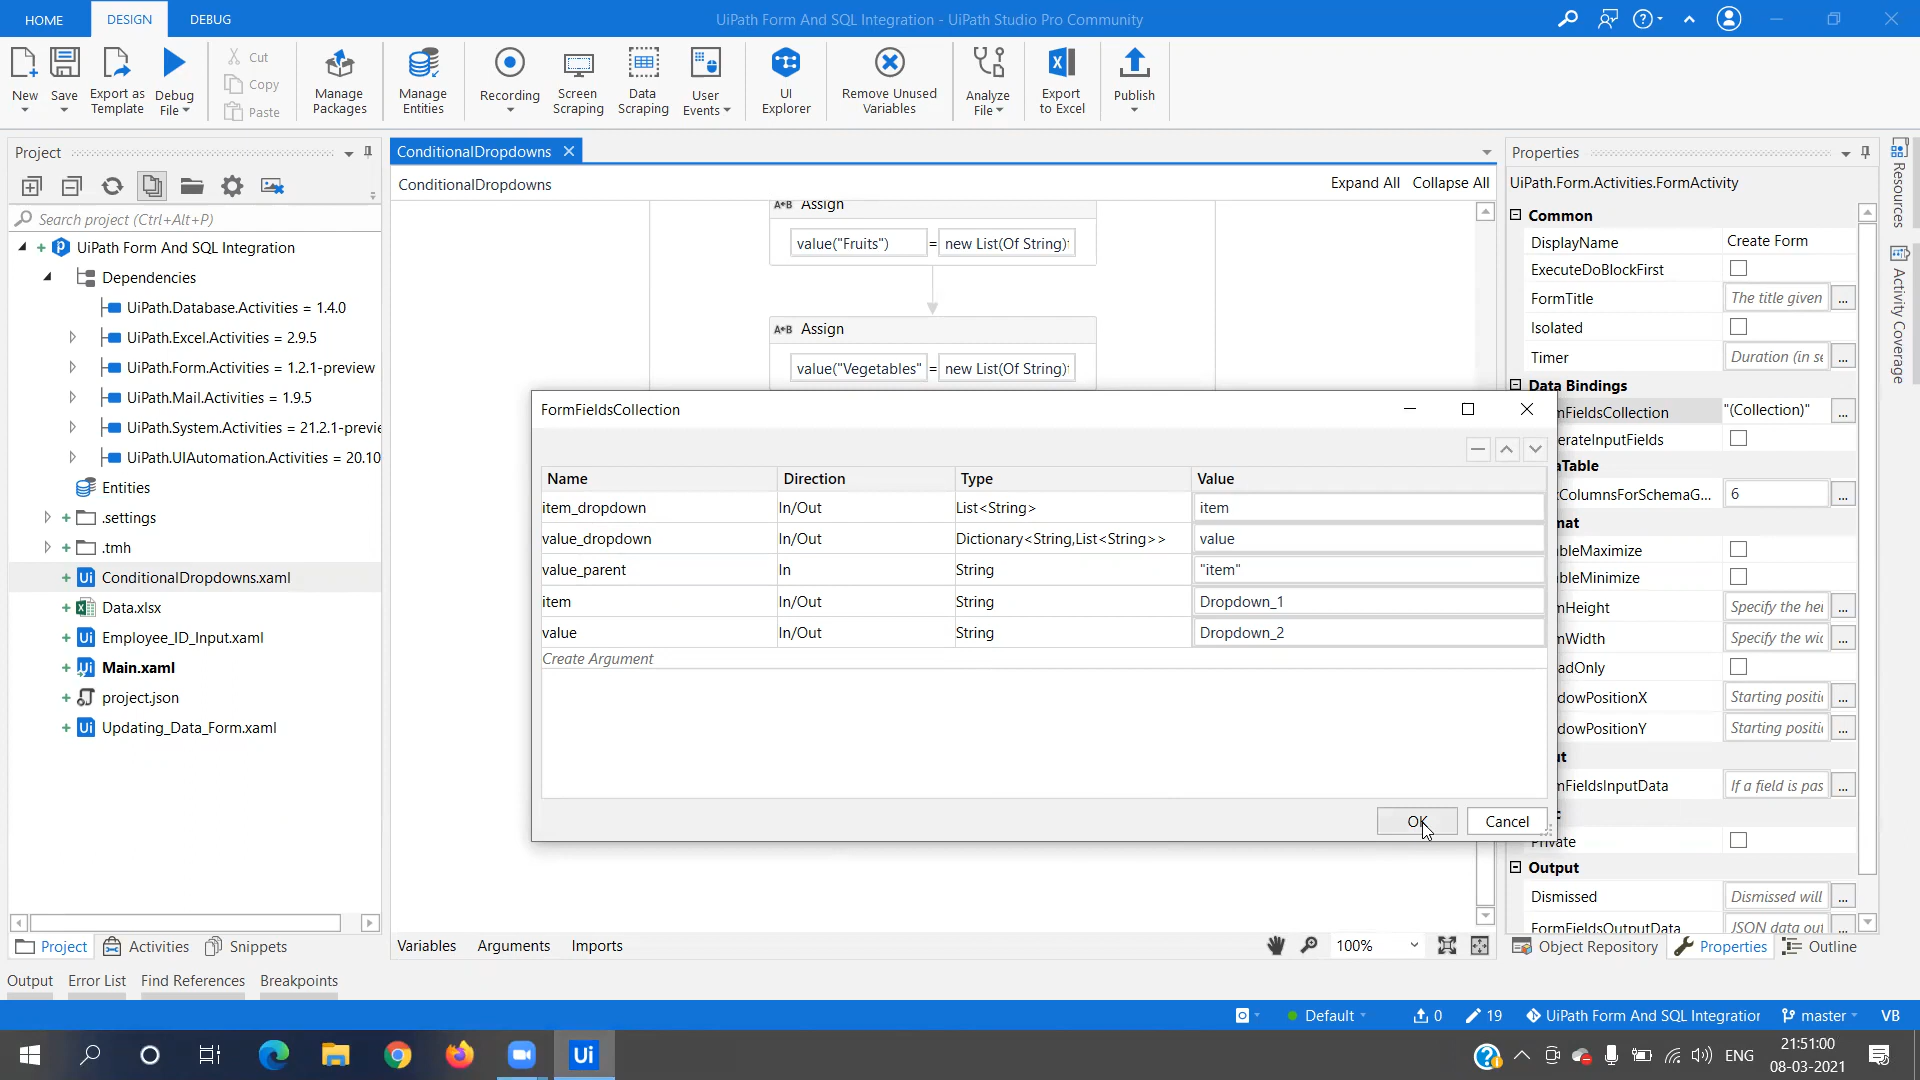 HOME
DESIGN
DEBUG
UiPath Form And SQL Integration - UiPath Studio Pro Community
New
Save
Export as
Template
Debug
File
Cut
Copy
Paste
Manage
Packages
Manage
Entities
Recording
Screen
Scraping
Data
Scraping
User
Events
UI
Explorer
Remove Unused
Variables
Analyze
File
Export
to Excel
Publish
Project
Search project (Ctrl+Alt+P)
UiPath Form And SQL Integration
Dependencies
UiPath.Database.Activities = 1.4.0
UiPath.Excel.Activities = 2.9.5
UiPath.Form.Activities = 1.2.1-preview
UiPath.Mail.Activities = 1.9.5
UiPath.System.Activities = 21.2.1-previe
UiPath.UIAutomation.Activities = 20.10
Entities
.settings
.tmh
ConditionalDropdowns.xaml
Data.xlsx
Employee_ID_Input.xaml
Main.xaml
project.json
Updating_Data_Form.xaml
Project
Activities
Snippets
ConditionalDropdowns
ConditionalDropdowns
Expand All
Collapse All
A•B Assign
value("Fruits") = new List(Of String)
A•B Assign
value("Vegetables" = new List(Of String)
FormFieldsCollection
Name Direction Type Value
item_dropdown In/Out List<String> item
value_dropdown In/Out Dictionary<String,List<String>> value
value_parent In String "item"
item In/Out String Dropdown_1
value In/Out String Dropdown_2
Create Argument
OK
Cancel
Variables
Arguments
Imports
100%
Properties
UiPath.Form.Activities.FormActivity
Common
DisplayName Create Form
ExecuteDoBlockFirst
FormTitle The title given ...
Isolated
Timer Duration (in se ...
Data Bindings
mFieldsCollection "(Collection)" ...
erateInputFields
aTable
ColumnsForSchemaG... 6 ...
mat
bleMaximize
bleMinimize
mHeight Specify the hei ...
mWidth Specify the wid ...
adOnly
dowPositionX Starting positi ...
dowPositionY Starting positi ...
ut
mFieldsInputData If a field is pas ...
c
Private
Output
Dismissed Dismissed will ...
FormFieldsOutputData JSON data out ...
Object Repository
Properties
Outline
Resources
Activity Coverage
Output
Error List
Find References
Breakpoints
Default
0
19
UiPath Form And SQL Integration
master
VB
Ui
ENG
21:51:00
08-03-2021